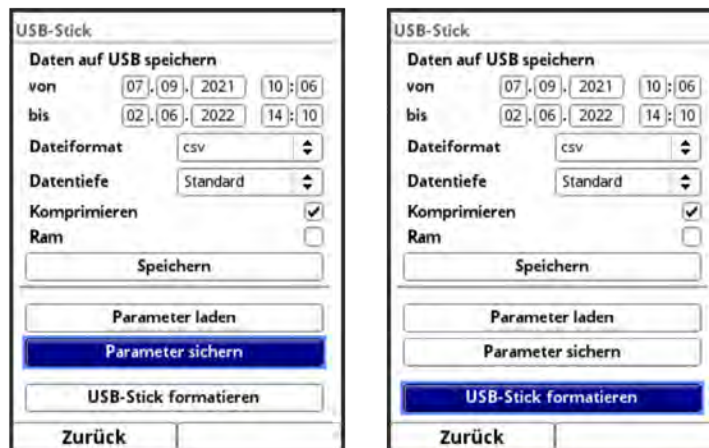 USB-Stick
Daten auf USB speichern
von 07.09.2021 10:06
bis 02.06.2022 14:10
Dateiformat csv
Datentiefe Standard
Komprimieren
Ram
Speichern
Parameter laden
Parameter sichern
USB-Stick formatieren
Zurück
USB-Stick
Daten auf USB speichern
von 07.09.2021 10:06
bis 02.06.2022 14:10
Dateiformat csv
Datentiefe Standard
Komprimieren
Ram
Speichern
Parameter laden
Parameter sichern
USB-Stick formatieren
Zurück